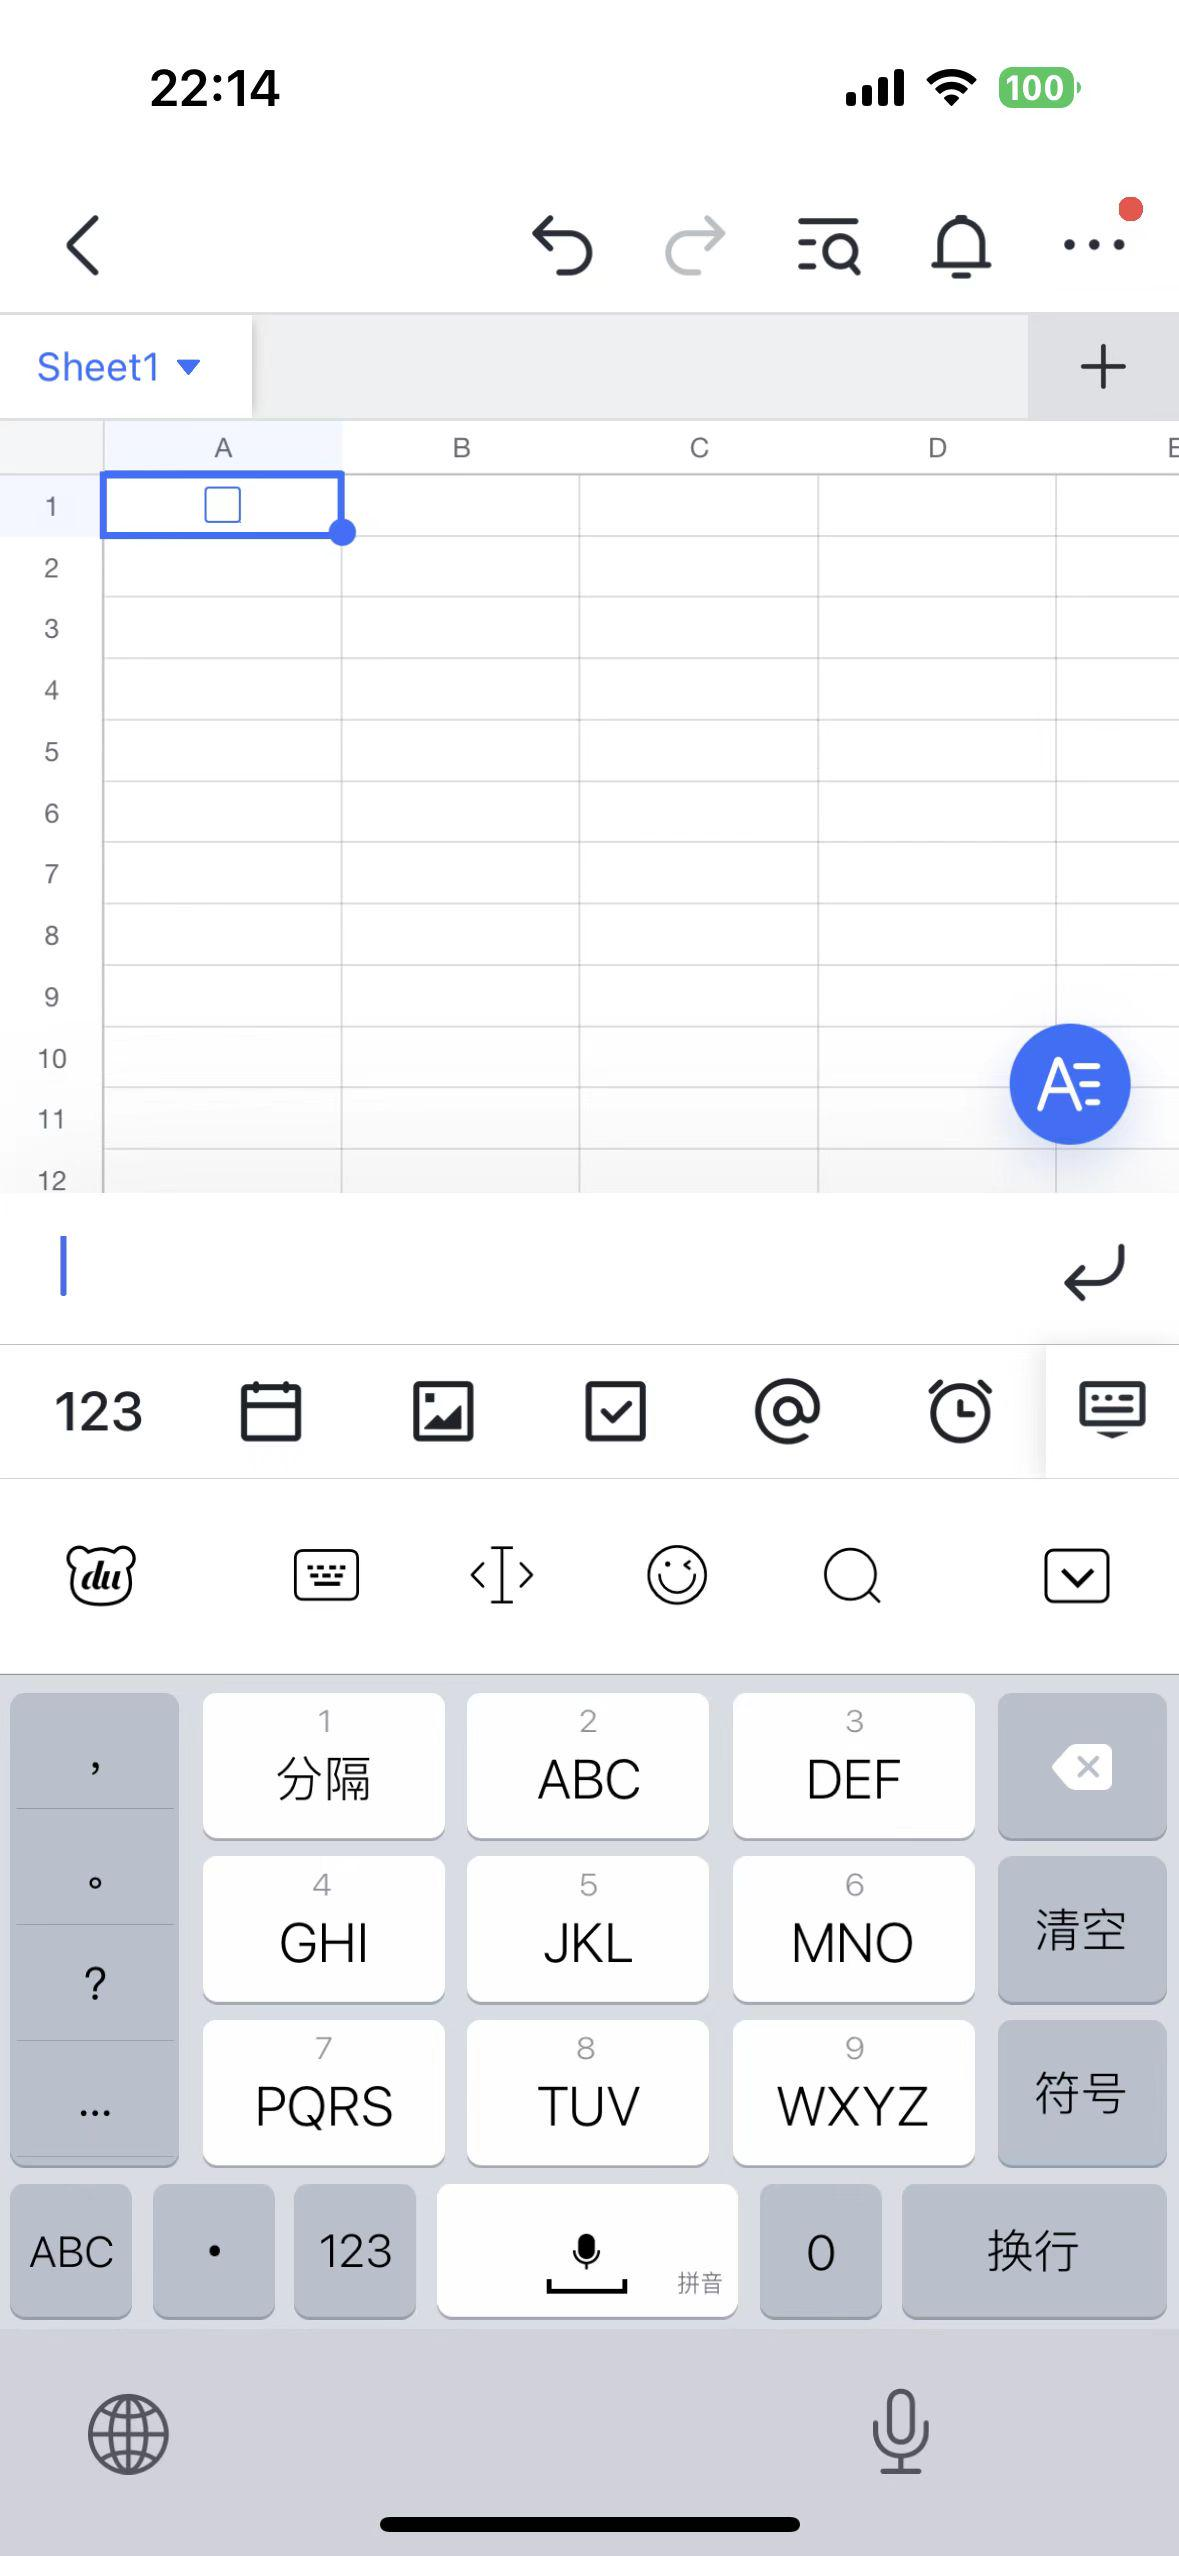 22:14
100
Sheet1
A B C D E
1
2
3
4
5
6
7
8
9
10
11
12
A
123
du
，
。
?
...
1
分隔
2
ABC
3
DEF
4
GHI
5
JKL
6
MNO
清空
7
PQRS
8
TUV
9
WXYZ
符号
ABC
·
123
拼音
0
换行